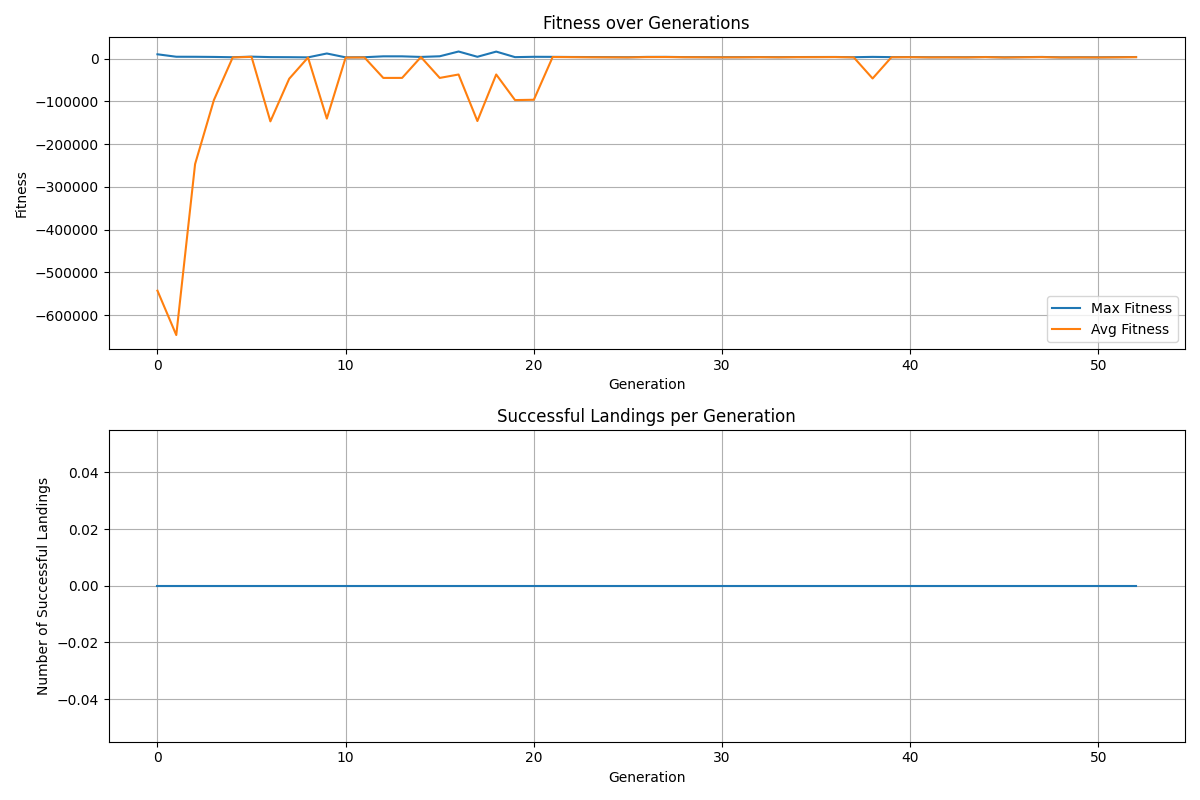 Fitness over Generations
Fitness
0
−100000
−200000
−300000
−400000
−500000
−600000
Max Fitness
Avg Fitness
0 10 20 30 40 50
Generation
Successful Landings per Generation
Number of Successful Landings
0.04
0.02
0.00
−0.02
−0.04
0 10 20 30 40 50
Generation